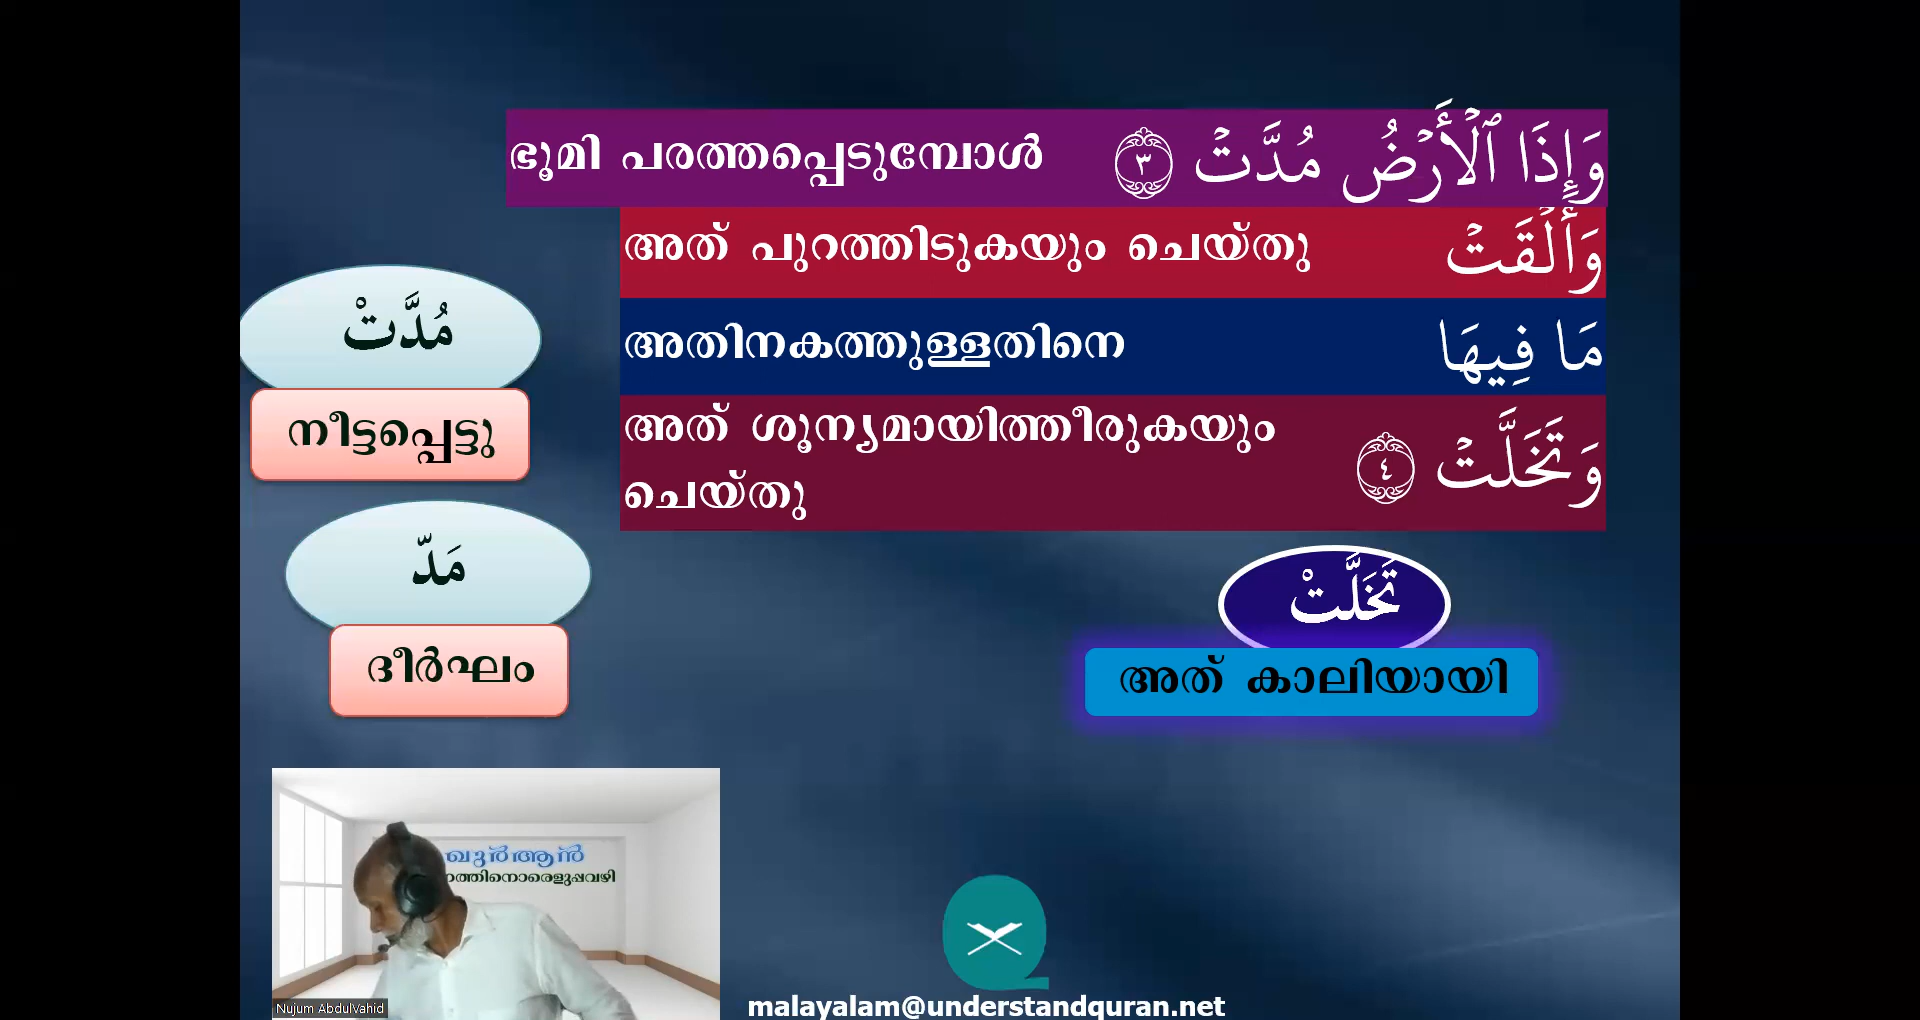 ഭൂമി പരത്തപ്പെടുമ്പോൾ وَإِذَا ٱلْأَرْضُ مُدَّتْ ٣
അത് പുറത്തിടുകയും ചെയ്തു وَأَلْقَتْ
അതിനകത്തുള്ളതിനെ مَا فِيهَا
അത് ശൂന്യമായിത്തീരുകയും
ചെയ്തു وَتَخَلَّتْ ٤
مُدَّتْ
നീട്ടപ്പെട്ടു
مَدّ
ദീർഘം
تَخَلَّتْ
അത് കാലിയായി
ഖുർആൻ
Nujum AbdulVahid
malayalam@understandquran.net